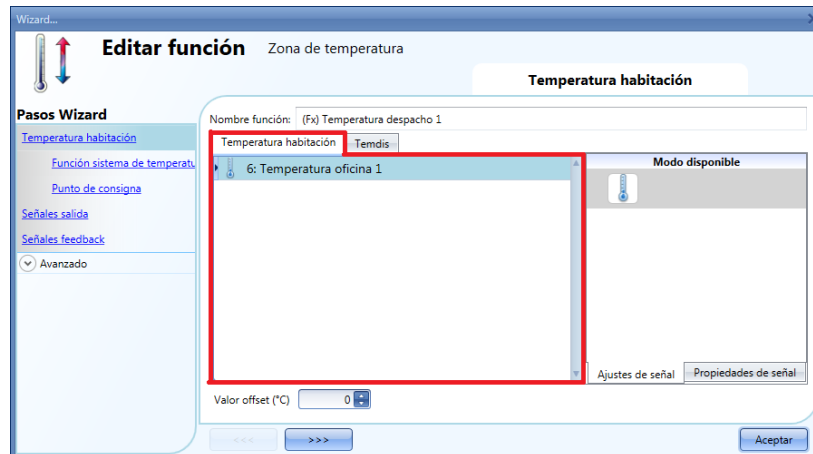 Wizard...
Editar función Zona de temperatura
Temperatura habitación
Pasos Wizard
Temperatura habitación
Función sistema de temperatu
Punto de consigna
Señales salida
Señales feedback
Avanzado
Nombre función: (Fx) Temperatura despacho 1
Temperatura habitación Temdis
6: Temperatura oficina 1
Modo disponible
Ajustes de señal Propiedades de señal
Valor offset (°C) 0
<<< >>> Aceptar